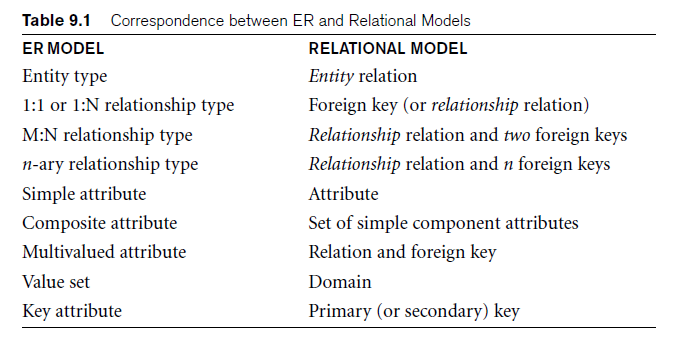 Table 9.1 Correspondence between ER and Relational Models
ER MODEL RELATIONAL MODEL
Entity type Entity relation
1:1 or 1:N relationship type Foreign key (or relationship relation)
M:N relationship type Relationship relation and two foreign keys
n-ary relationship type Relationship relation and n foreign keys
Simple attribute Attribute
Composite attribute Set of simple component attributes
Multivalued attribute Relation and foreign key
Value set Domain
Key attribute Primary (or secondary) key